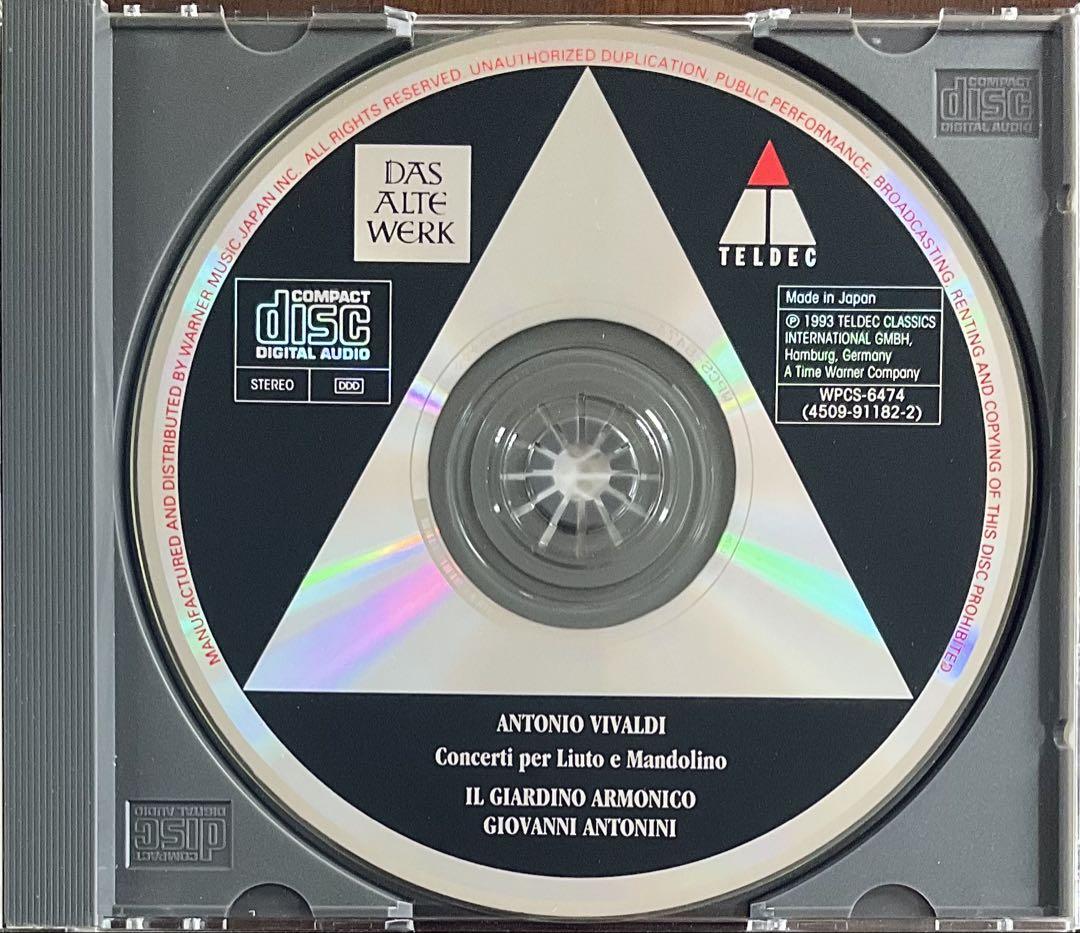 MANUFACTURED AND DISTRIBUTED BY WARNER MUSIC JAPAN INC. ALL RIGHTS RESERVED. UNAUTHORIZED DUPLICATION, PUBLIC PERFORMANCE, BROADCASTING, RENTING AND COPYING OF THIS DISC PROHIBITED
DAS
ALTE
WERK
TELDEC
COMPACT
disc
DIGITAL AUDIO
COMPACT
disc
DIGITAL AUDIO
STEREO
DDD
Made in Japan
℗ 1993 TELDEC CLASSICS
INTERNATIONAL GMBH,
Hamburg, Germany
A Time Warner Company
WPCS-6474
(4509-91182-2)
ANTONIO VIVALDI
Concerti per Liuto e Mandolino
IL GIARDINO ARMONICO
GIOVANNI ANTONINI
COMPACT
disc
DIGITAL AUDIO